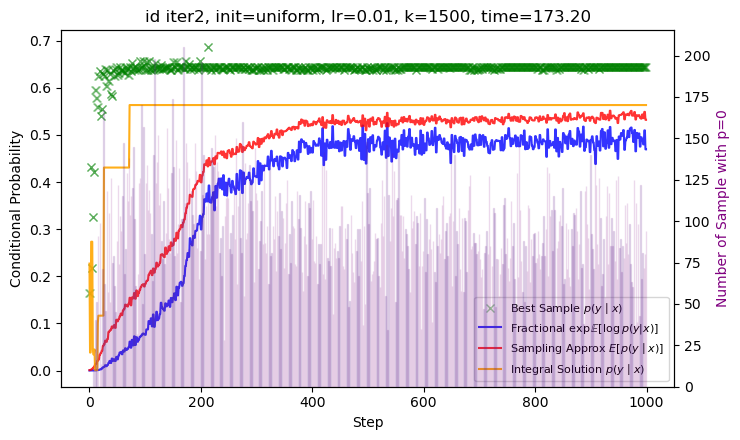 id iter2, init=uniform, lr=0.01, k=1500, time=173.20
Conditional Probability
0.7
0.6
0.5
0.4
0.3
0.2
0.1
0.0
200
175
150
125
100
75
50
25
0
Number of Sample with p=0
Best Sample p(y | x)
Fractional exp 𝔼[log p(y|x)]
Sampling Approx E[p(y | x)]
Integral Solution p(y | x)
0
200
400
600
800
1000
Step